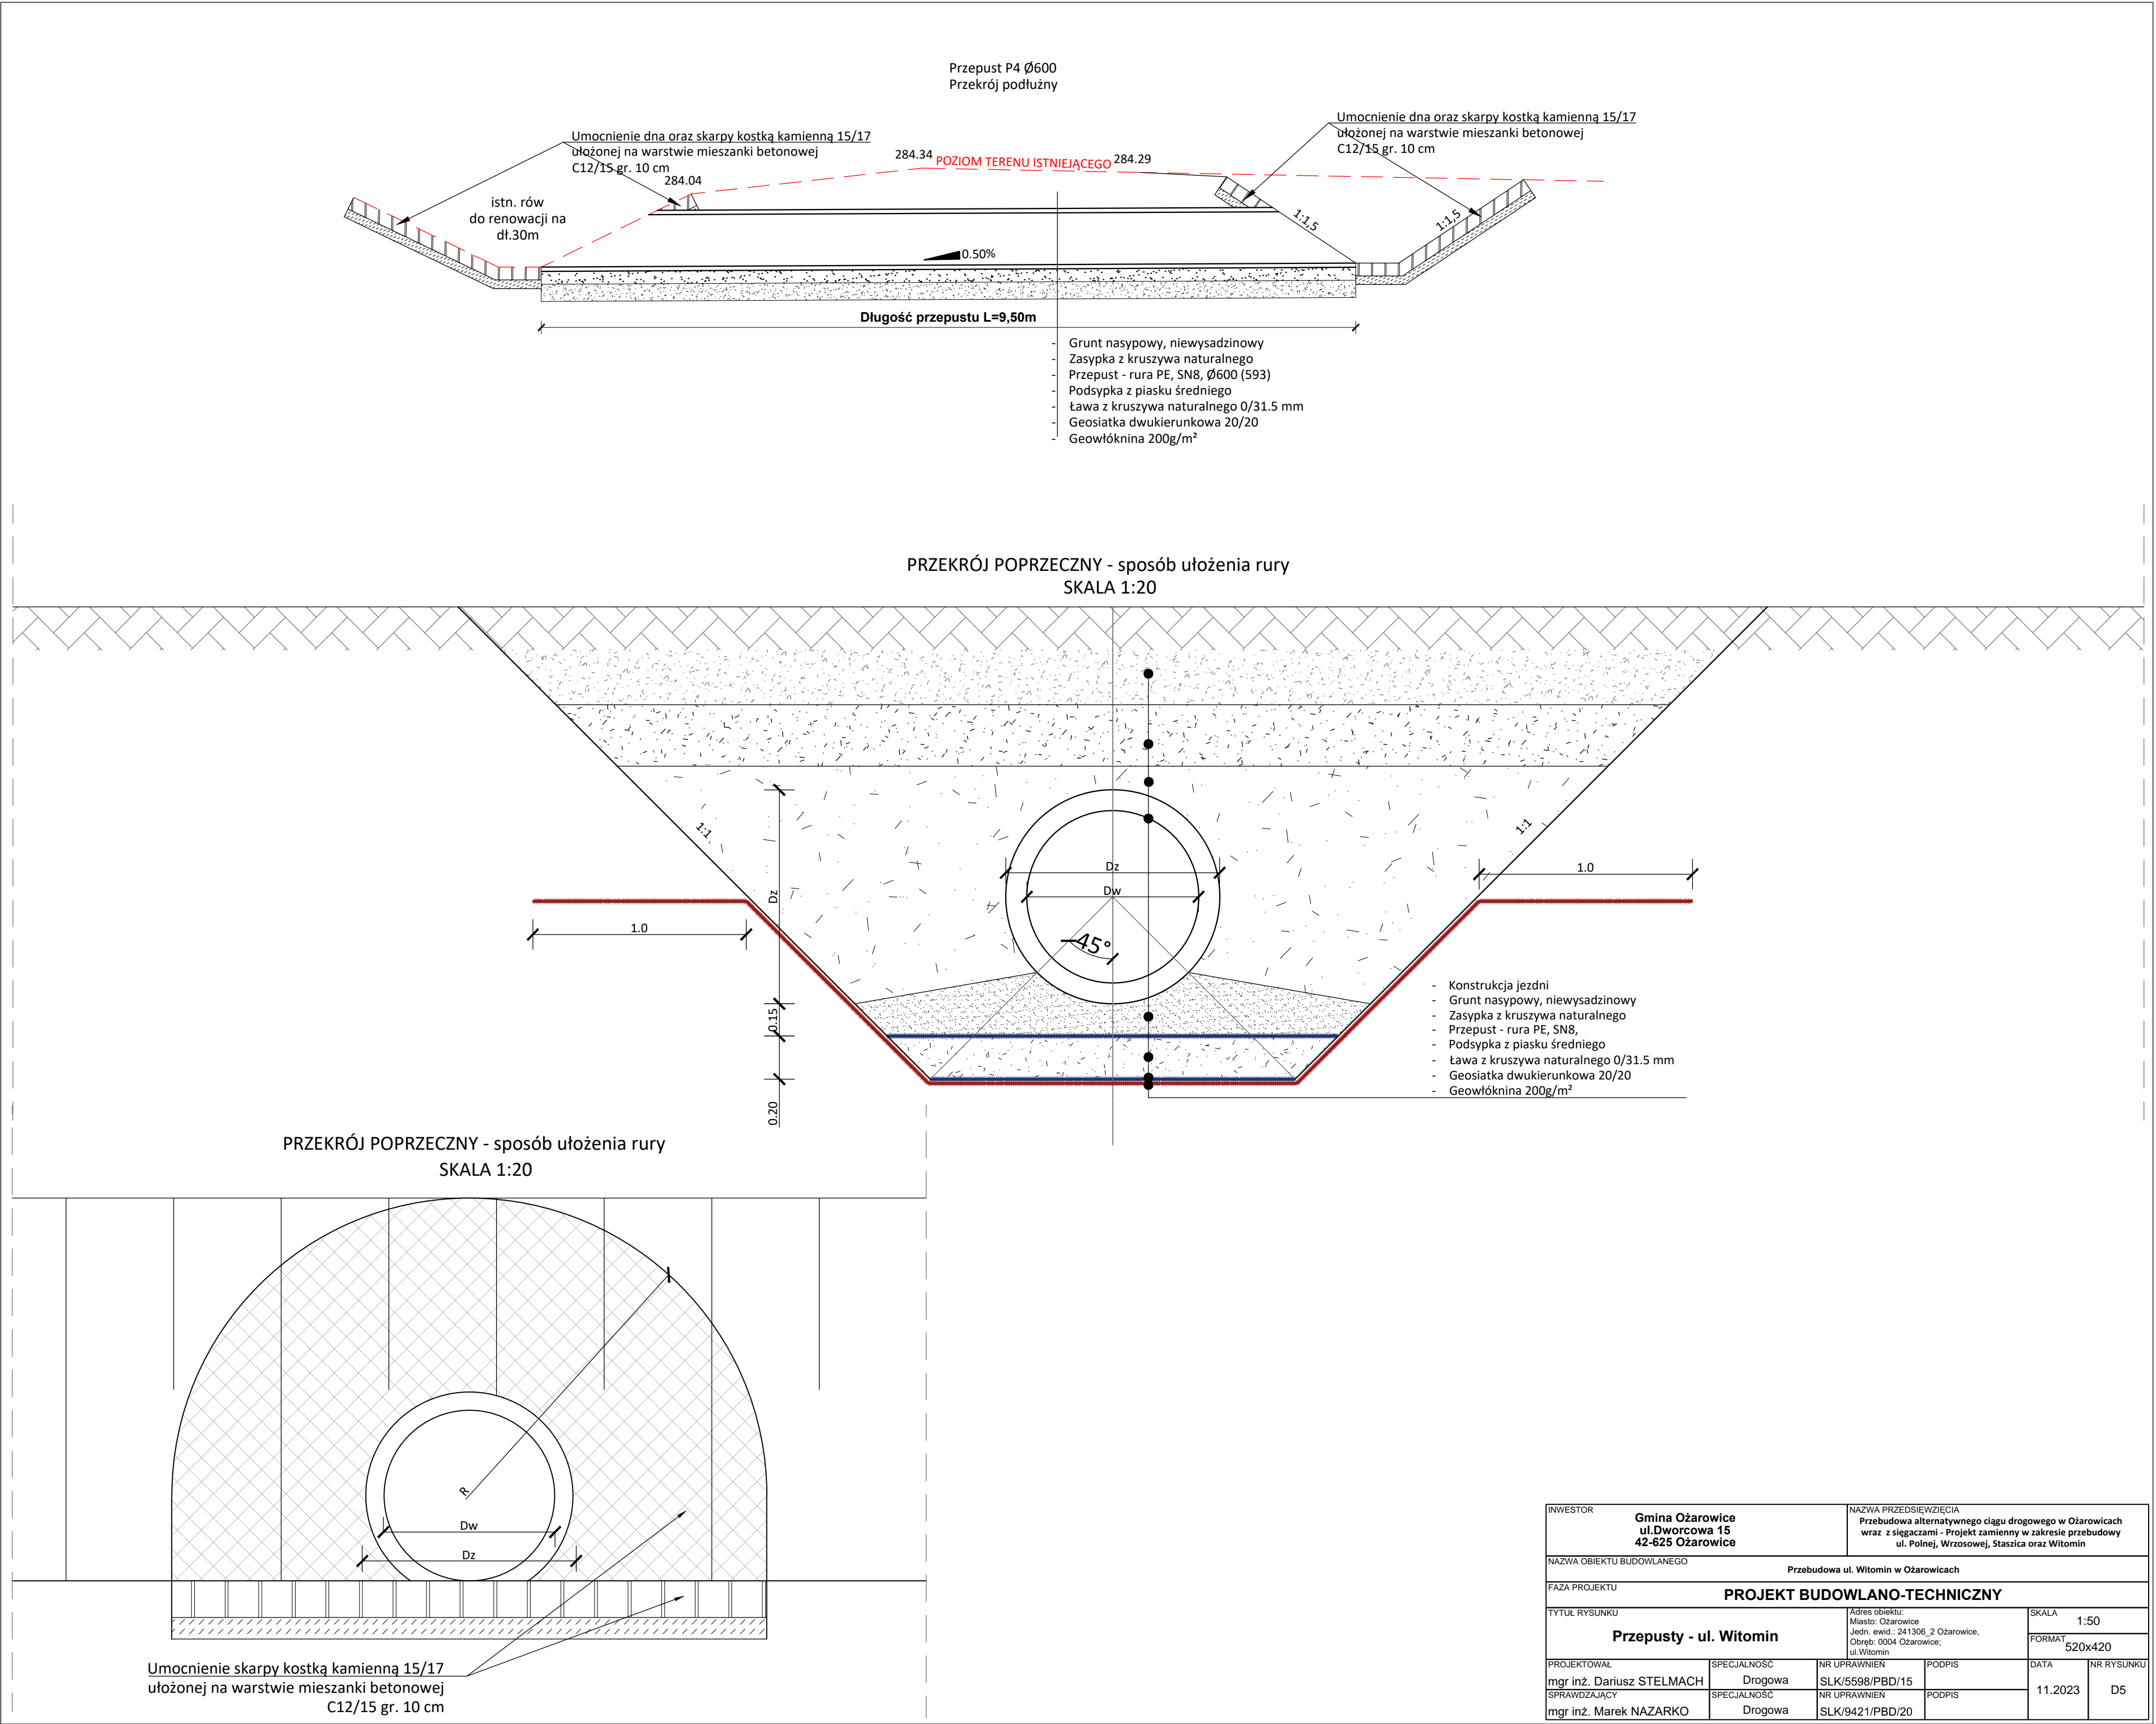 Przepust P4 Ø600
Przekrój podłużny
Umocnienie dna oraz skarpy kostką kamienną 15/17
ułożonej na warstwie mieszanki betonowej
C12/15 gr. 10 cm
Umocnienie dna oraz skarpy kostką kamienną 15/17
ułożonej na warstwie mieszanki betonowej
C12/15 gr. 10 cm
284.04
284.34
POZIOM TERENU ISTNIEJĄCEGO
284.29
istn. rów
do renowacji na
dł.30m
1:1,5
1:1,5
0.50%
Długość przepustu L=9,50m
- Grunt nasypowy, niewysadzinowy
- Zasypka z kruszywa naturalnego
- Przepust - rura PE, SN8, Ø600 (593)
- Podsypka z piasku średniego
- Ława z kruszywa naturalnego 0/31.5 mm
- Geosiatka dwukierunkowa 20/20
- Geowłóknina 200g/m²
PRZEKRÓJ POPRZECZNY - sposób ułożenia rury
SKALA 1:20
1:1
1:1
Dz
Dz
Dw
45°
1.0
1.0
0.15
0.20
- Konstrukcja jezdni
- Grunt nasypowy, niewysadzinowy
- Zasypka z kruszywa naturalnego
- Przepust - rura PE, SN8,
- Podsypka z piasku średniego
- Ława z kruszywa naturalnego 0/31.5 mm
- Geosiatka dwukierunkowa 20/20
- Geowłóknina 200g/m²
PRZEKRÓJ POPRZECZNY - sposób ułożenia rury
SKALA 1:20
R
Dw
Dz
Umocnienie skarpy kostką kamienną 15/17
ułożonej na warstwie mieszanki betonowej
C12/15 gr. 10 cm
INWESTOR
Gmina Ożarowice
ul.Dworcowa 15
42-625 Ożarowice
NAZWA PRZEDSIĘWZIĘCIA
Przebudowa alternatywnego ciągu drogowego w Ożarowicach
wraz z sięgaczami - Projekt zamienny w zakresie przebudowy
ul. Polnej, Wrzosowej, Staszica oraz Witomin
NAZWA OBIEKTU BUDOWLANEGO
Przebudowa ul. Witomin w Ożarowicach
FAZA PROJEKTU
PROJEKT BUDOWLANO-TECHNICZNY
TYTUŁ RYSUNKU
Przepusty - ul. Witomin
Adres obiektu:
Miasto: Ożarowice
Jedn. ewid.: 241306_2 Ożarowice,
Obręb: 0004 Ożarowice;
ul.Witomin
SKALA
1:50
FORMAT
520x420
PROJEKTOWAŁ
mgr inż. Dariusz STELMACH
SPECJALNOŚĆ
Drogowa
NR UPRAWNIEŃ
SLK/5598/PBD/15
PODPIS
DATA
11.2023
NR RYSUNKU
D5
SPRAWDZAJĄCY
mgr inż. Marek NAZARKO
SPECJALNOŚĆ
Drogowa
NR UPRAWNIEŃ
SLK/9421/PBD/20
PODPIS